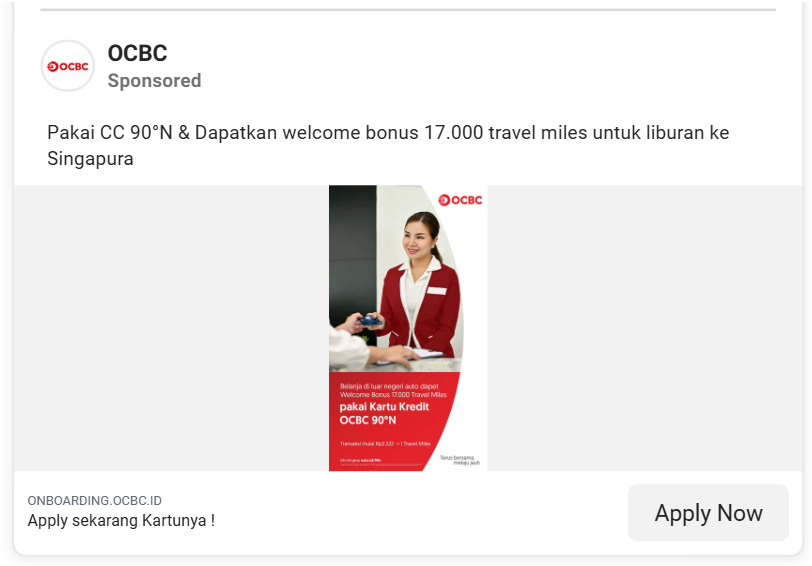 OCBC
OCBC
Sponsored
Pakai CC 90°N & Dapatkan welcome bonus 17.000 travel miles untuk liburan ke
Singapura
OCBC
Belanja di luar negeri auto dapet
Welcome Bonus 17.000 Travel Miles
pakai Kartu Kredit
OCBC 90°N
Transaksi mulai Rp2.222 = 1 Travel Miles
Terus bersama,
melaju jauh
ONBOARDING.OCBC.ID
Apply sekarang Kartunya !
Apply Now